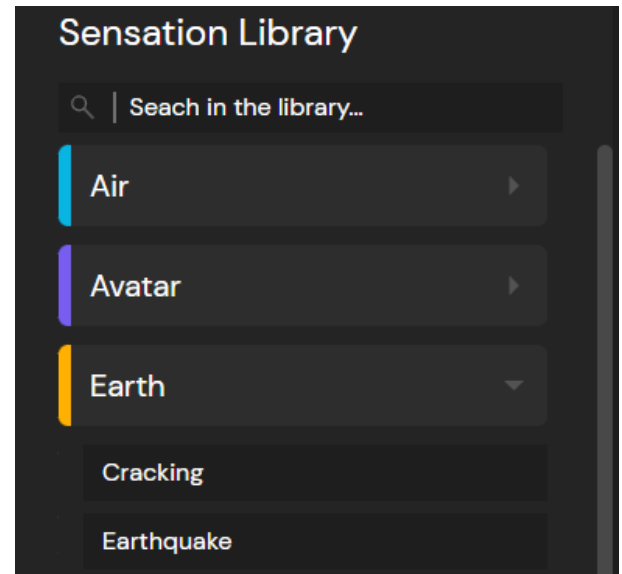 Sensation Library
Seach in the library...
Air
Avatar
Earth
Cracking
Earthquake